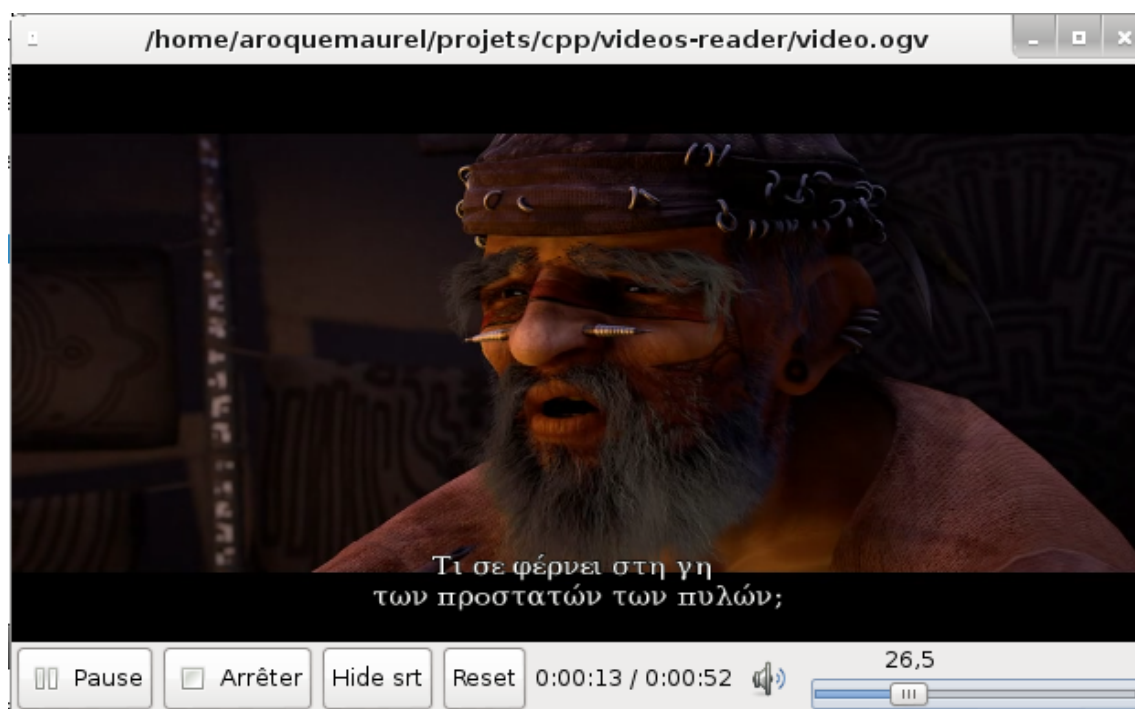 /home/aroquemaurel/projets/cpp/videos-reader/video.ogv
Τι σε φέρνει στη γη
των προστατών των πυλών;
Pause Arrêter Hide srt Reset 0:00:13 / 0:00:52 26,5